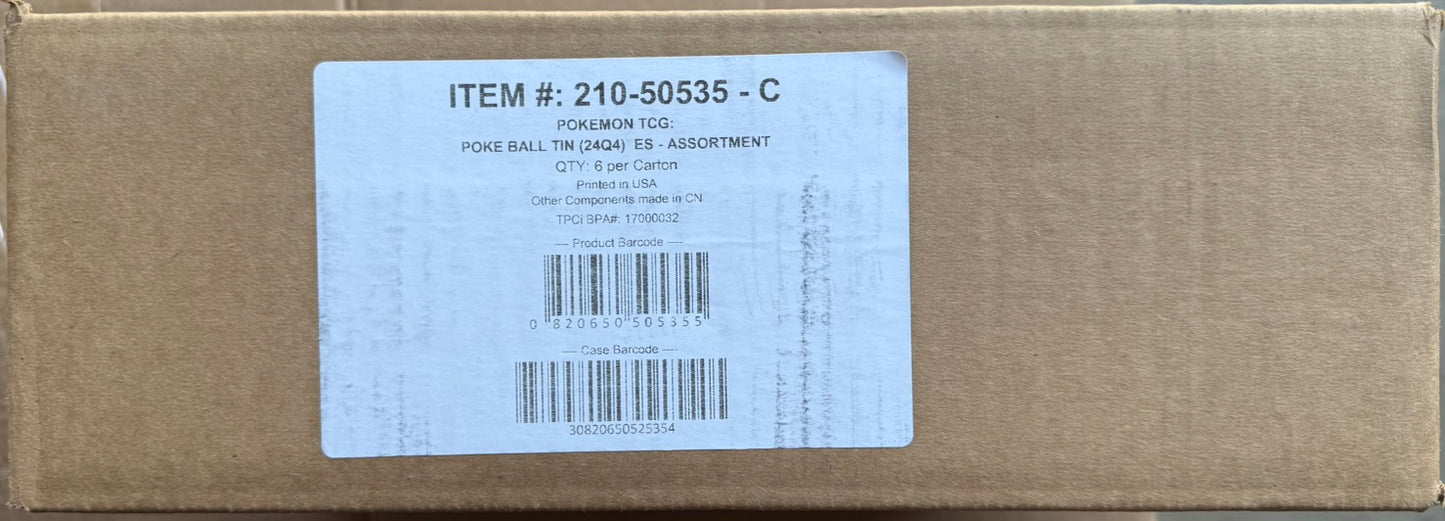 ITEM #: 210-50535 - C
POKEMON TCG:
POKE BALL TIN (24Q4) ES - ASSORTMENT
QTY: 6 per Carton
Printed in USA
Other Components made in CN
TPCi BPA#: 17000032
---- Product Barcode ----
0 820650 505355
---- Case Barcode ----
30820650525354